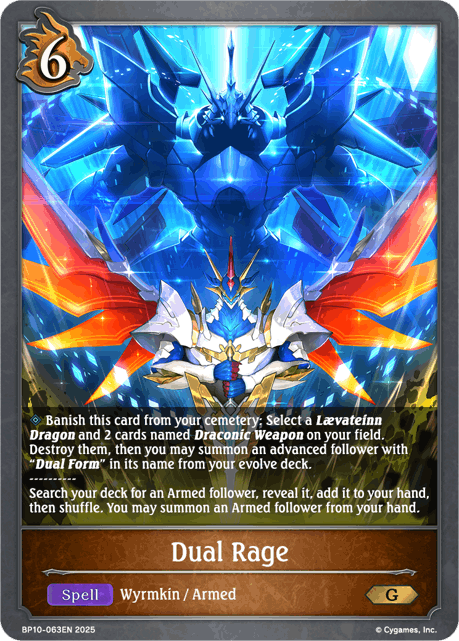 6
Banish this card from your cemetery: Select a Lævateinn
Dragon and 2 cards named Draconic Weapon on your field.
Destroy them, then you may summon an advanced follower with
“Dual Form” in its name from your evolve deck.
----------
Search your deck for an Armed follower, reveal it, add it to your hand,
then shuffle. You may summon an Armed follower from your hand.
Dual Rage
Spell Wyrmkin / Armed G
BP10-063EN 2025 © Cygames, Inc.